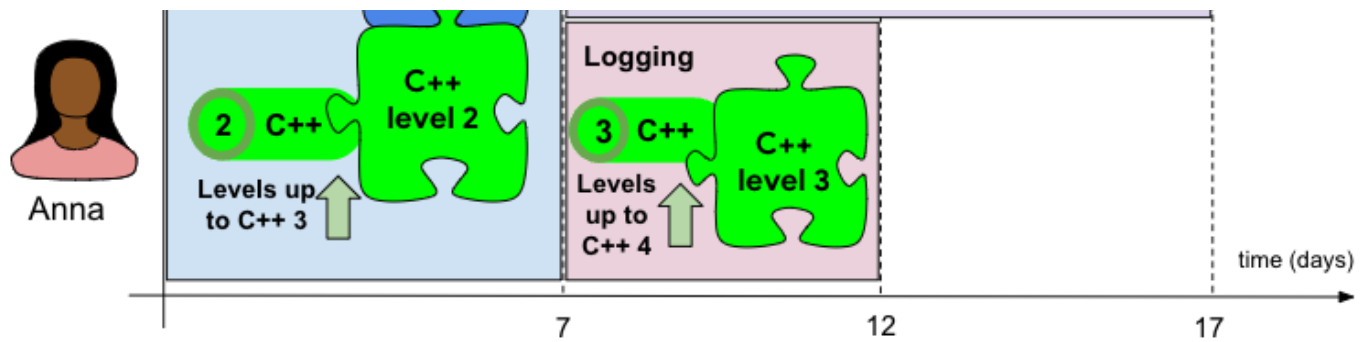 Logging
2 C++
C++
level 2
3 C++
C++
level 3
Levels up
to C++ 3
Levels
up to
C++ 4
Anna
time (days)
7
12
17